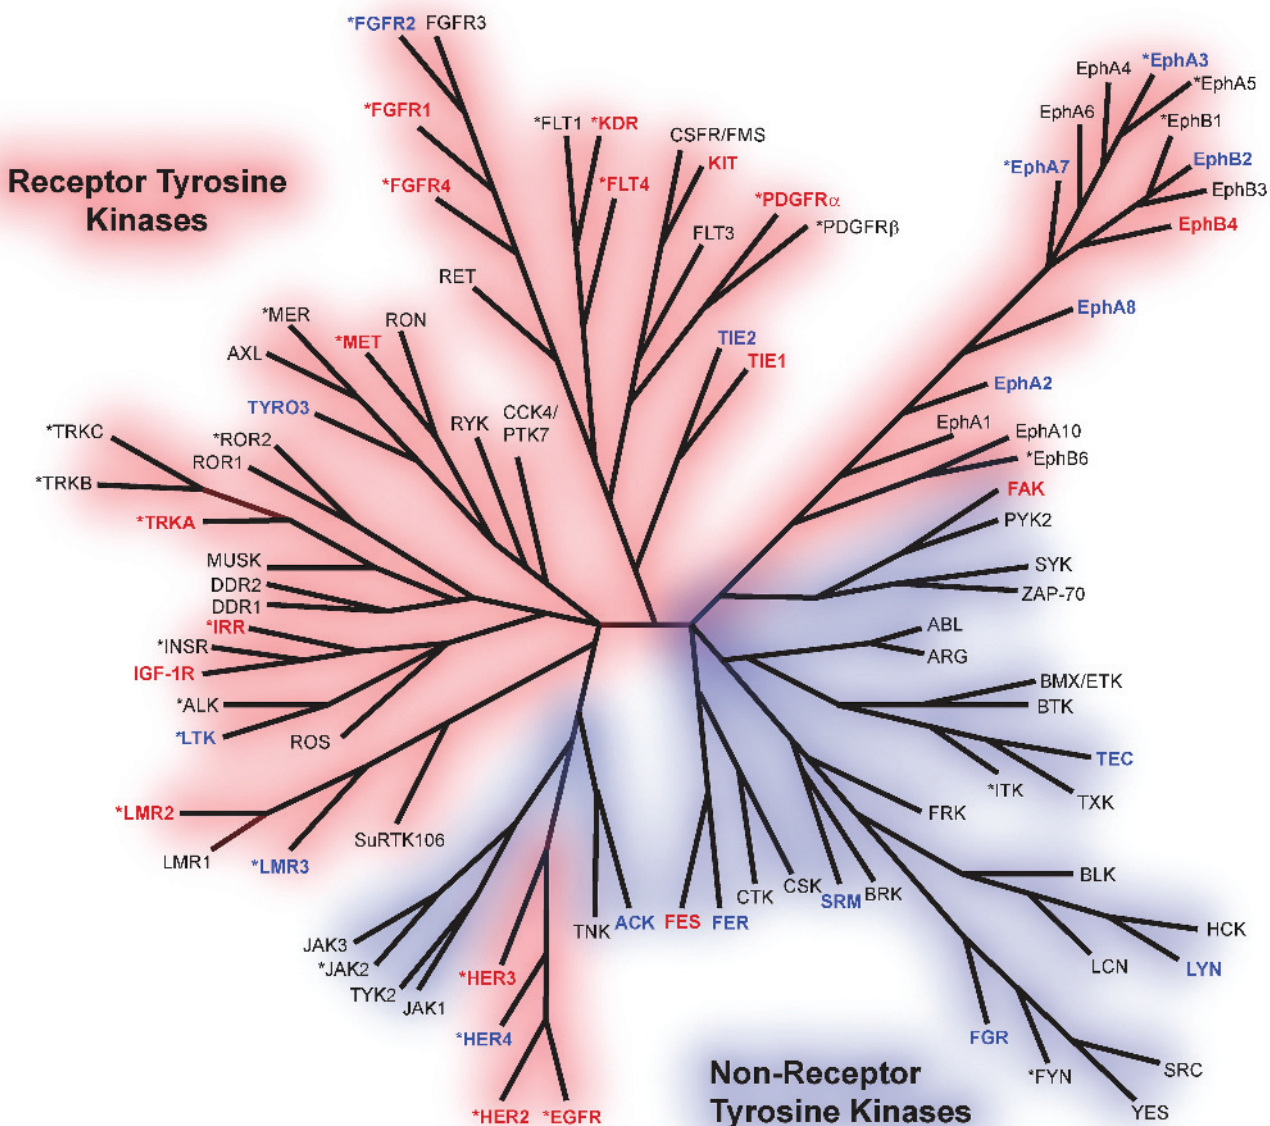 *FGFR2
FGFR3
*FGFR1
*FGFR4
RET
*FLT1
*KDR
*FLT4
CSFR/FMS
KIT
FLT3
*PDGFRα
*PDGFRβ
TIE2
TIE1
EphA4
*EphA3
*EphA5
EphA6
*EphB1
*EphA7
EphB2
EphB3
EphB4
EphA8
EphA2
EphA1
EphA10
*EphB6
Receptor Tyrosine
Kinases
*MER
RON
*MET
AXL
TYRO3
RYK
CCK4/
PTK7
*TRKC
*ROR2
ROR1
*TRKB
*TRKA
MUSK
DDR2
DDR1
*IRR
*INSR
IGF-1R
*ALK
*LTK
ROS
*LMR2
LMR1
*LMR3
SuRTK106
FAK
PYK2
SYK
ZAP-70
ABL
ARG
BMX/ETK
BTK
TEC
*ITK
TXK
FRK
BLK
HCK
LYN
LCN
FGR
*FYN
SRC
YES
JAK3
*JAK2
TYK2
JAK1
*HER3
*HER4
*HER2
*EGFR
TNK
ACK
FES
FER
CTK
CSK
SRM
BRK
Non-Receptor
Tyrosine Kinases